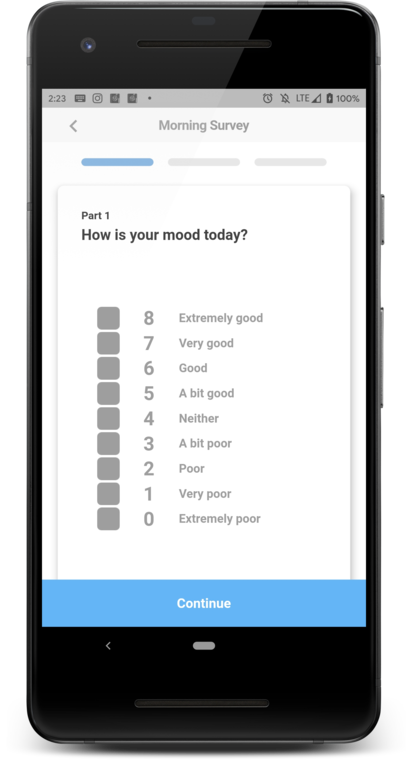 2:23 LTE 100%
Morning Survey
Part 1
How is your mood today?
8 Extremely good
7 Very good
6 Good
5 A bit good
4 Neither
3 A bit poor
2 Poor
1 Very poor
0 Extremely poor
Continue